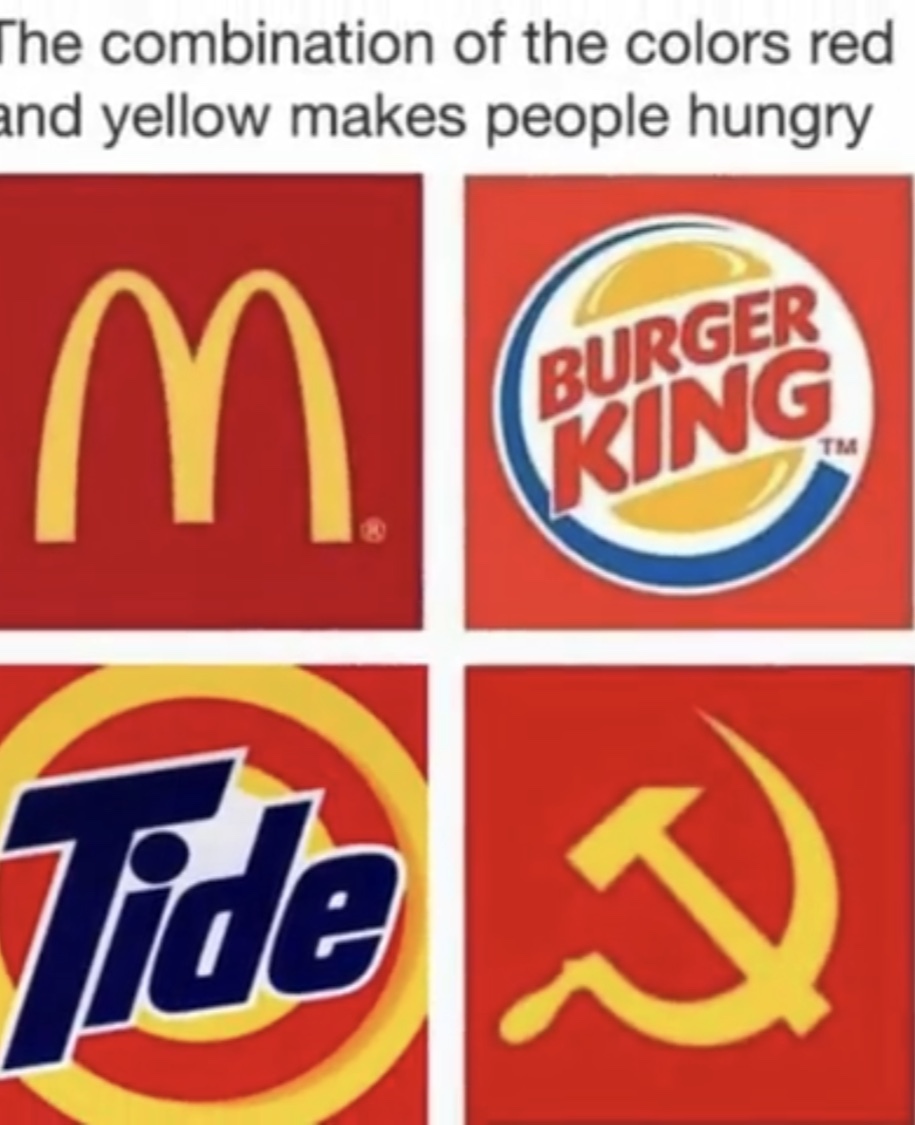 The combination of the colors red
and yellow makes people hungry
®
BURGER
KING
TM
Tide